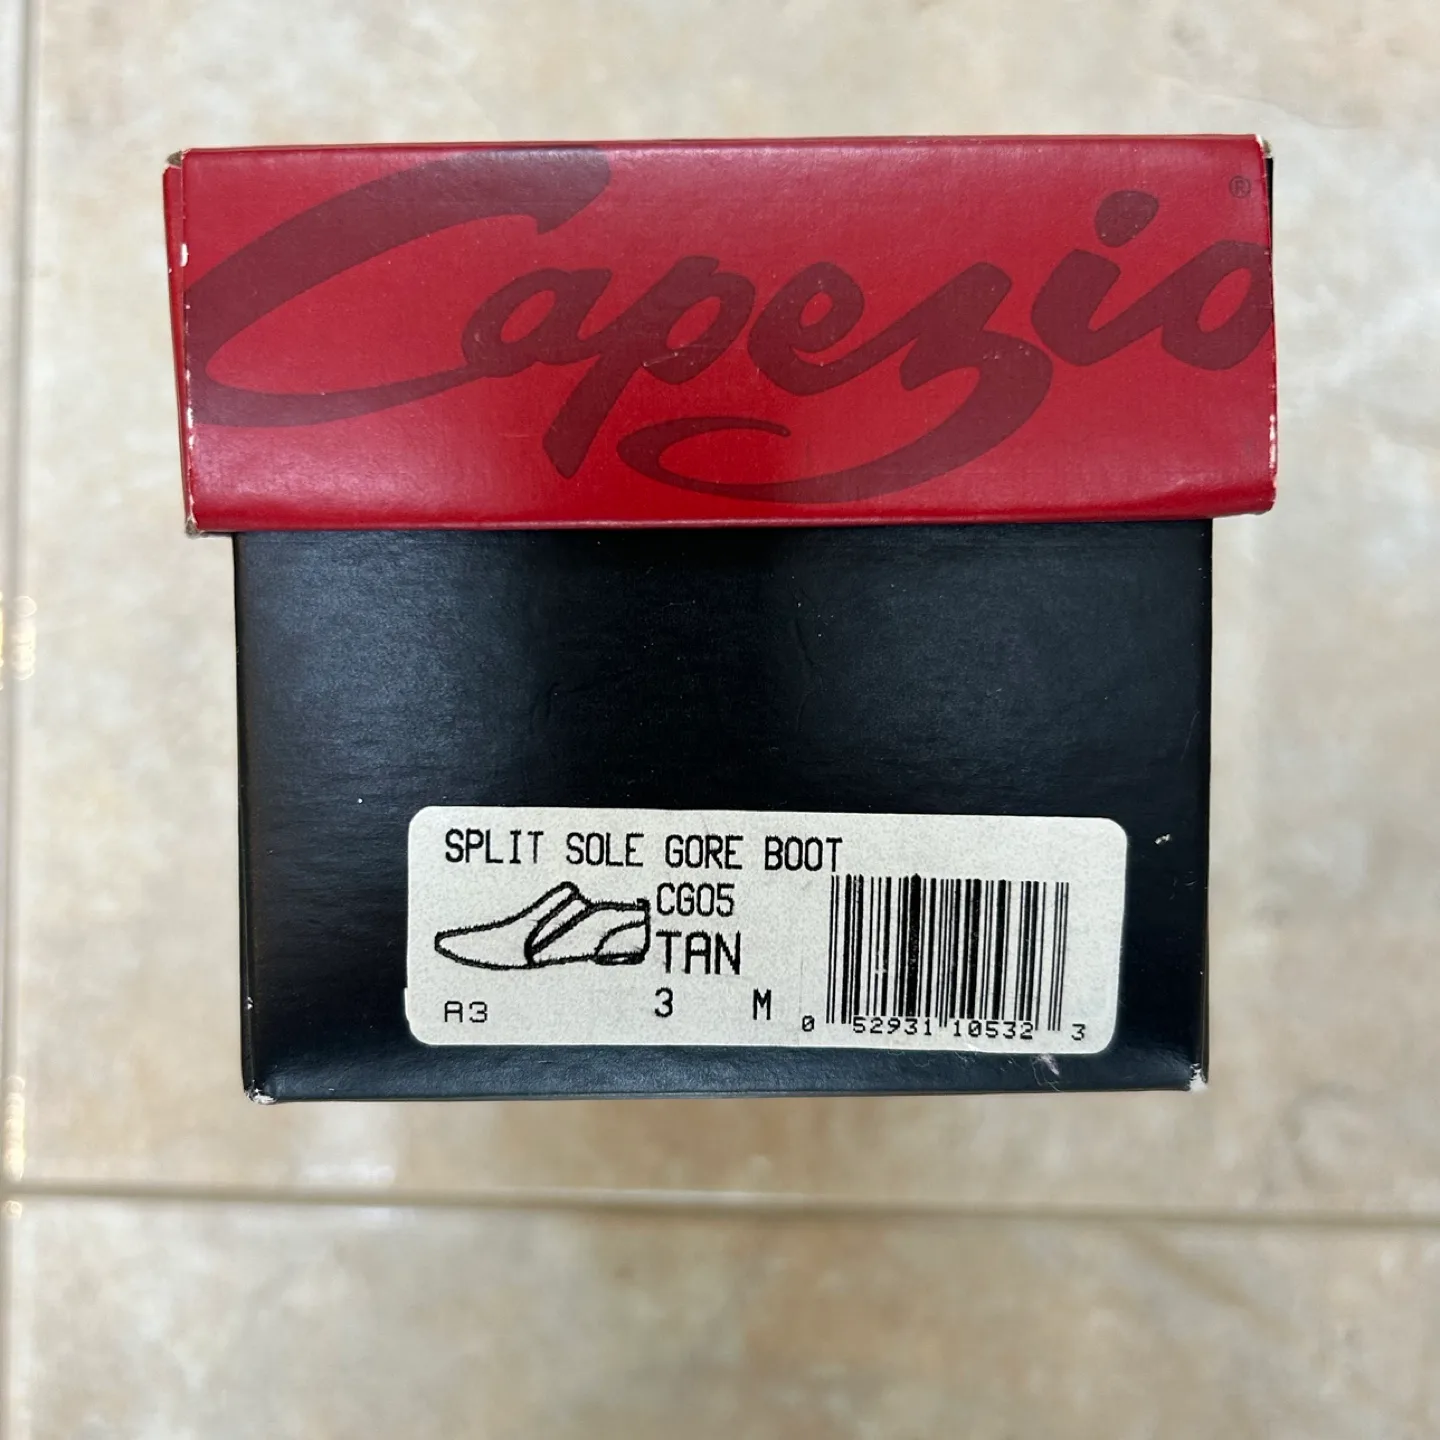 Capezio®
SPLIT SOLE GORE BOOT
CG05
TAN
A3 3 M
0 52931 10532 3